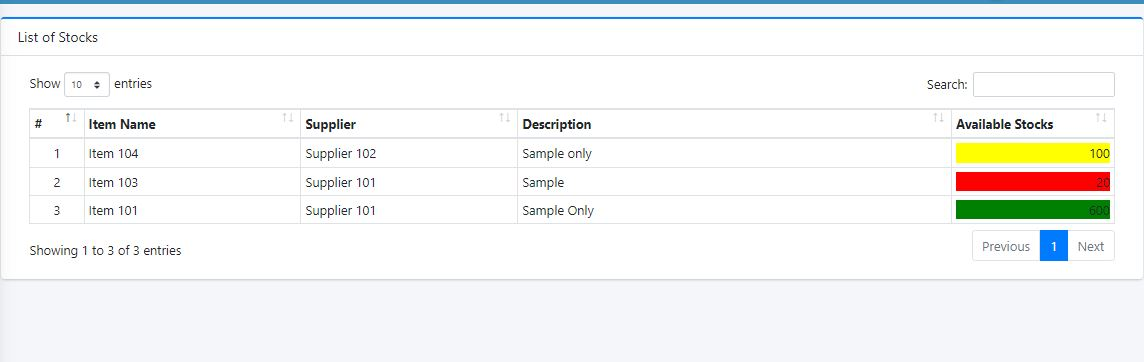 List of Stocks
Show 10 entries Search:
# Item Name Supplier Description Available Stocks
1 Item 104 Supplier 102 Sample only 100
2 Item 103 Supplier 101 Sample 20
3 Item 101 Supplier 101 Sample Only 600
Showing 1 to 3 of 3 entries Previous 1 Next